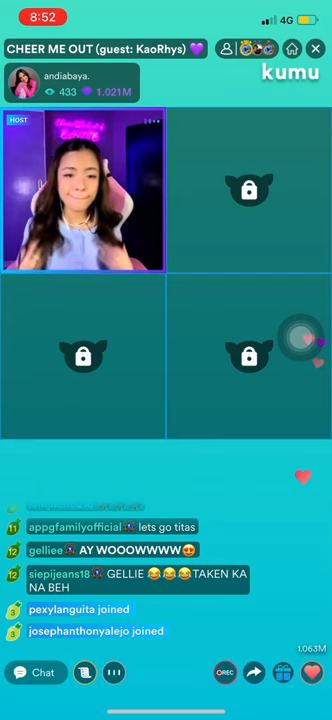 8:52
4G
CHEER ME OUT (guest: KaoRhys) 💜
kumu
andiabaya.
433 1.021M
HOST
11 appgfamilyofficial lets go titas
12 gelliee AY WOOOWWWW😍
12 siepijeans18 GELLIE 😂😂😂TAKEN KA
NA BEH
3 pexylanguita joined
3 josephanthonyalejo joined
1.063M
Chat
REC